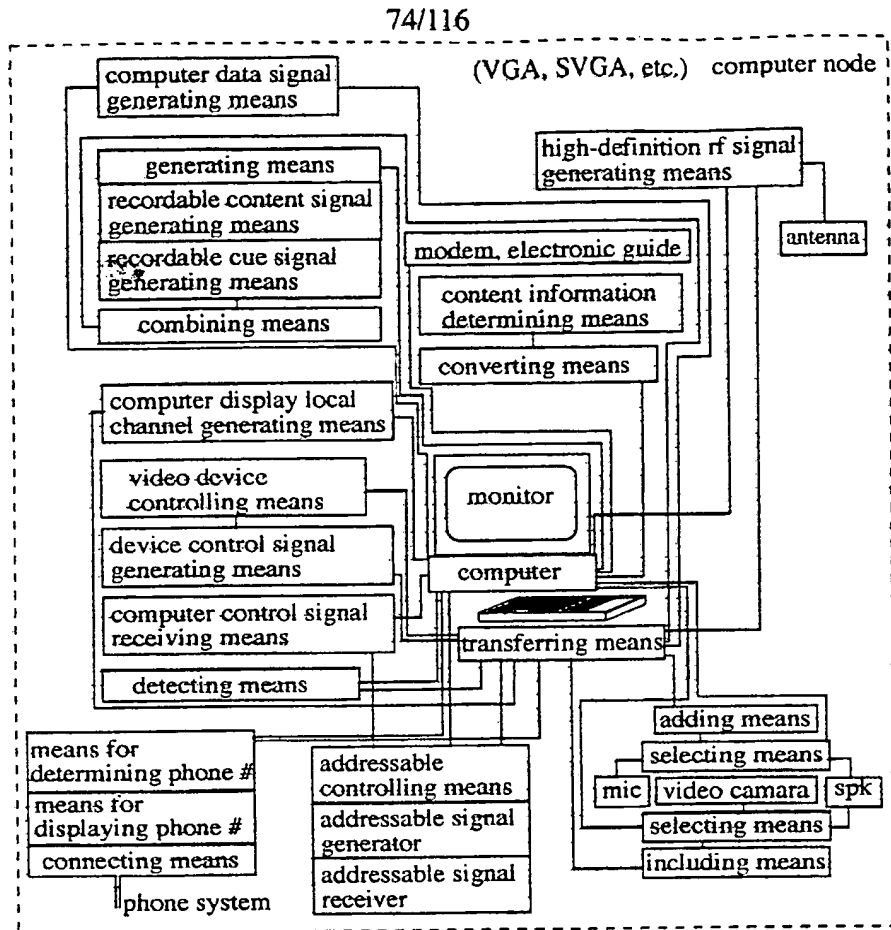 74/116
(VGA, SVGA, etc.) computer node
computer data signal
generating means
generating means
recordable content signal
generating means
recordable cue signal
generating means
combining means
high-definition rf signal
generating means
antenna
modem, electronic guide
content information
determining means
converting means
computer display local
channel generating means
video device
controlling means
device control signal
generating means
computer control signal
receiving means
detecting means
monitor
computer
transferring means
means for
determining phone #
means for
displaying phone #
connecting means
phone system
addressable
controlling means
addressable signal
generator
addressable signal
receiver
adding means
selecting means
mic
video camara
spk
selecting means
including means